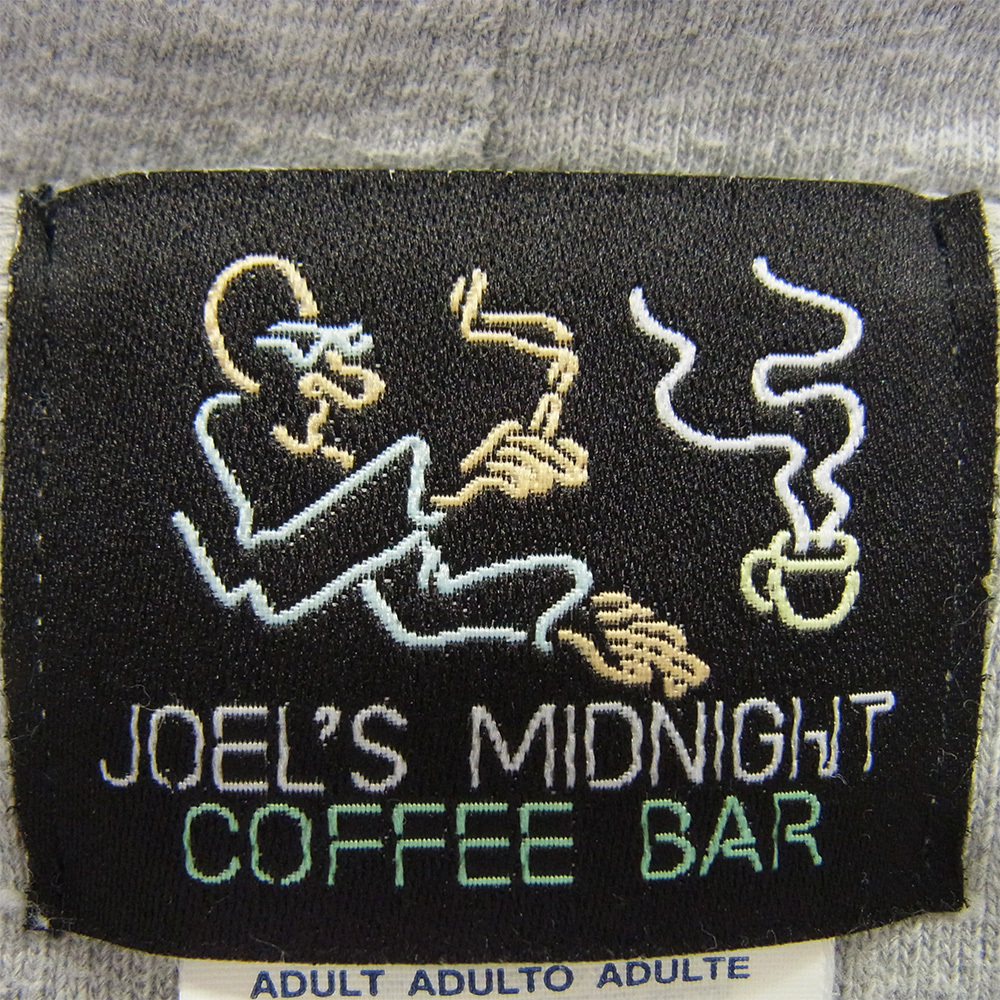 JOEL'S MIDNIGHT
COFFEE BAR
ADULT ADULTO ADULTE